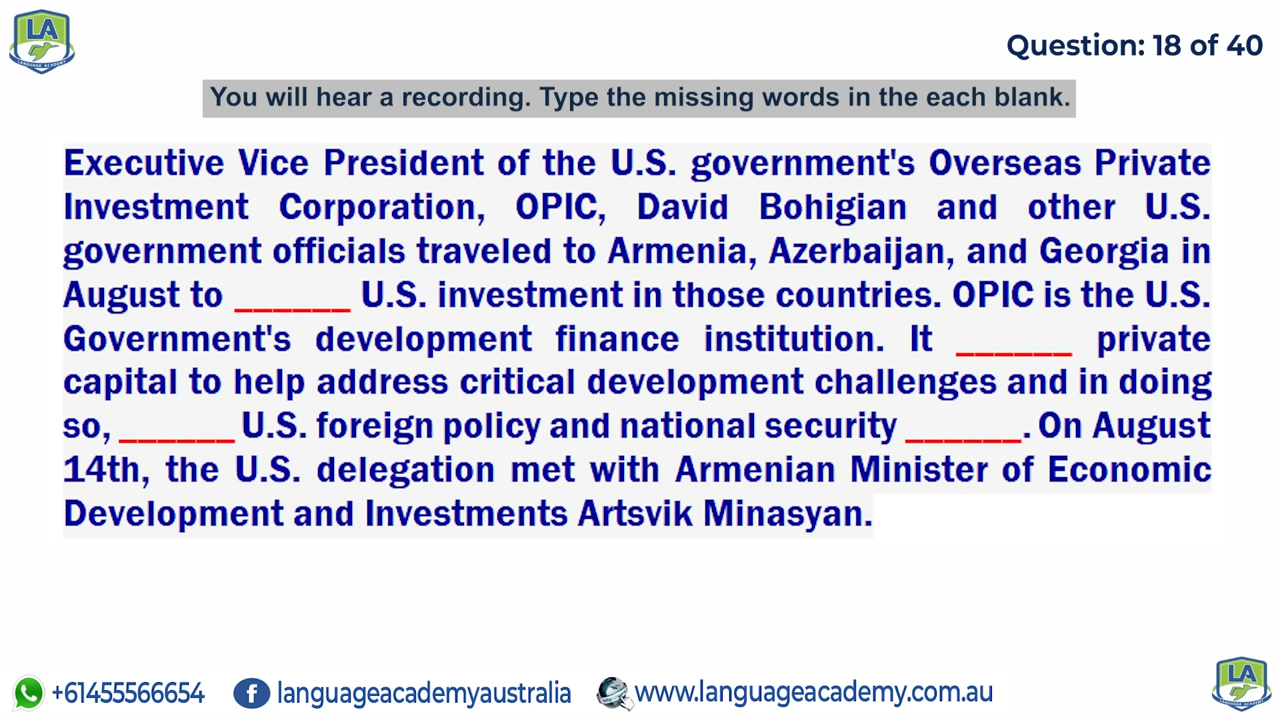 LA
LANGUAGE ACADEMY
Question: 18 of 40
You will hear a recording. Type the missing words in the each blank.
Executive Vice President of the U.S. government's Overseas Private
Investment Corporation, OPIC, David Bohigian and other U.S.
government officials traveled to Armenia, Azerbaijan, and Georgia in
August to ______ U.S. investment in those countries. OPIC is the U.S.
Government's development finance institution. It ______ private
capital to help address critical development challenges and in doing
so, ______ U.S. foreign policy and national security ______. On August
14th, the U.S. delegation met with Armenian Minister of Economic
Development and Investments Artsvik Minasyan.
+61455566654 languageacademyaustralia www.languageacademy.com.au
LA
LANGUAGE ACADEMY